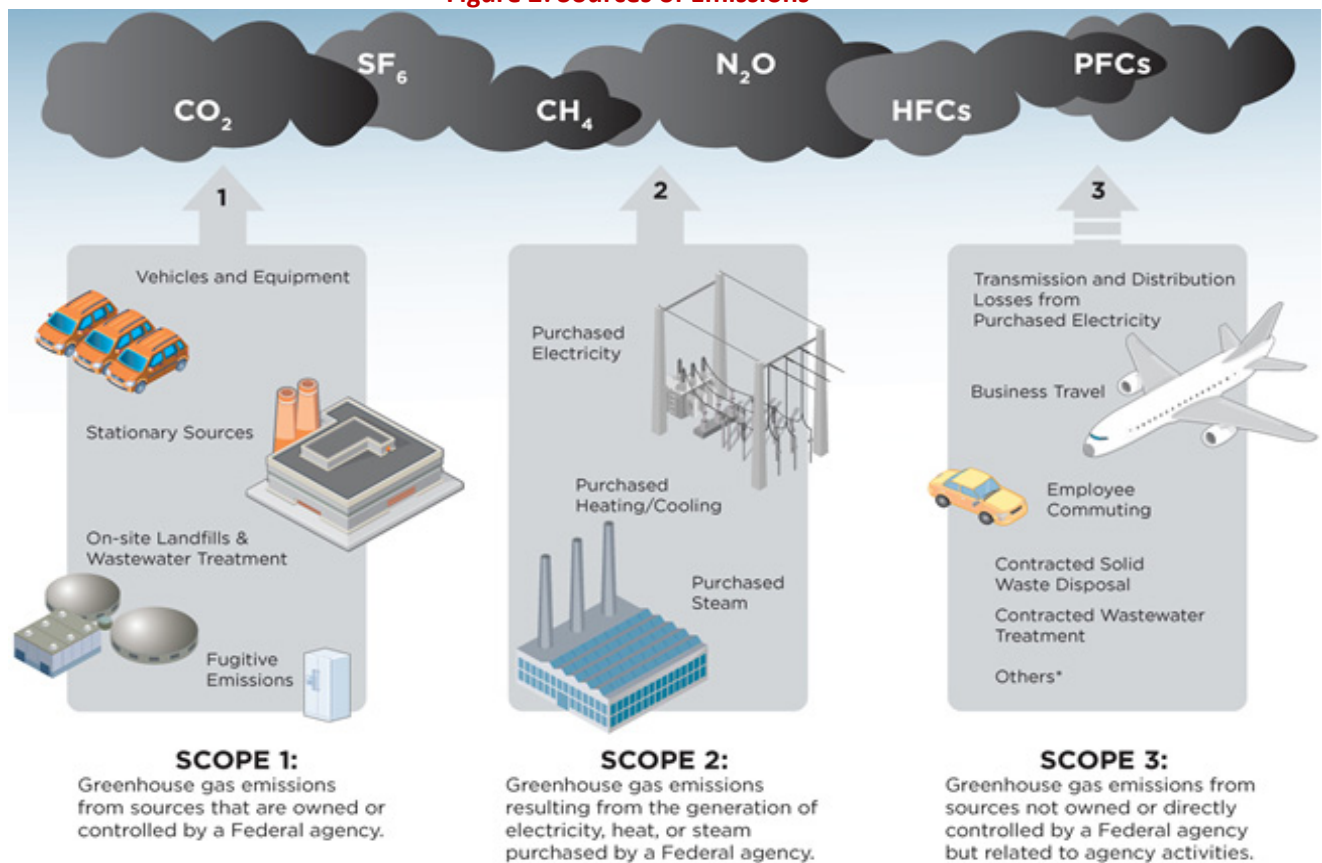 Figure 2: Sources of Emissions
SF₆
N₂O
PFCs
CO₂
CH₄
HFCs
1
2
3
Vehicles and Equipment
Stationary Sources
On-site Landfills &
Wastewater Treatment
Fugitive
Emissions
Purchased
Electricity
Purchased
Heating/Cooling
Purchased
Steam
Transmission and Distribution
Losses from
Purchased Electricity
Business Travel
Employee
Commuting
Contracted Solid
Waste Disposal
Contracted Wastewater
Treatment
Others*
SCOPE 1:
Greenhouse gas emissions
from sources that are owned or
controlled by a Federal agency.
SCOPE 2:
Greenhouse gas emissions
resulting from the generation of
electricity, heat, or steam
purchased by a Federal agency.
SCOPE 3:
Greenhouse gas emissions from
sources not owned or directly
controlled by a Federal agency
but related to agency activities.